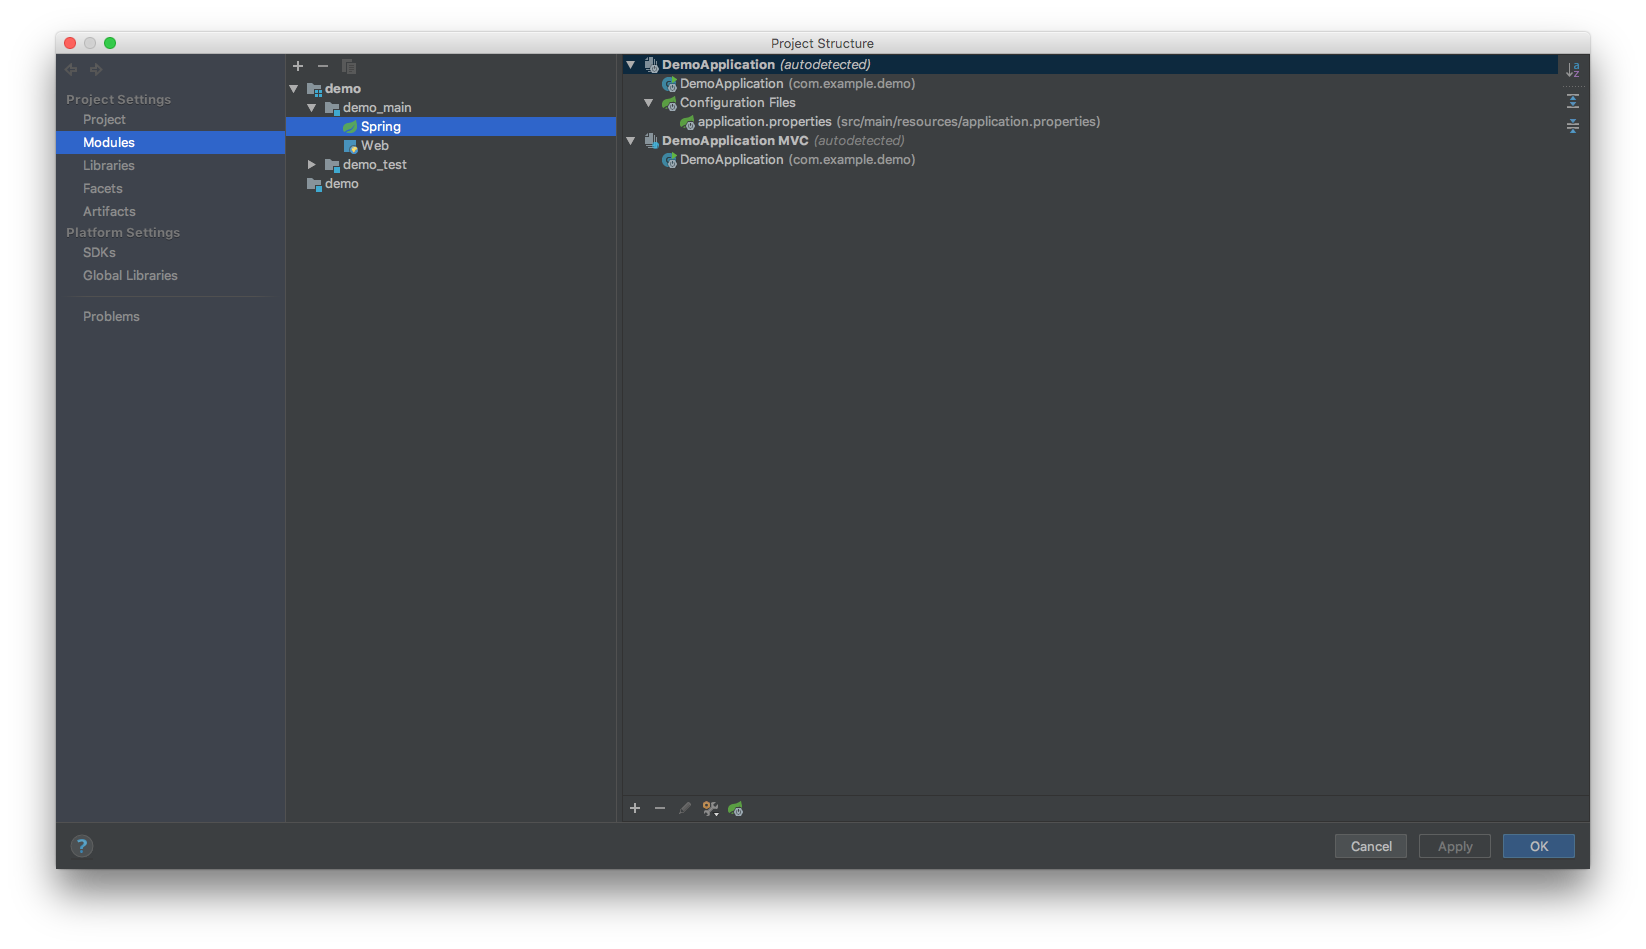 Project Structure
Project Settings
Project
Modules
Libraries
Facets
Artifacts
Platform Settings
SDKs
Global Libraries
Problems
demo
demo_main
Spring
Web
demo_test
demo
DemoApplication (autodetected)
DemoApplication (com.example.demo)
Configuration Files
application.properties (src/main/resources/application.properties)
DemoApplication MVC (autodetected)
DemoApplication (com.example.demo)
a
z
?
Cancel
Apply
OK